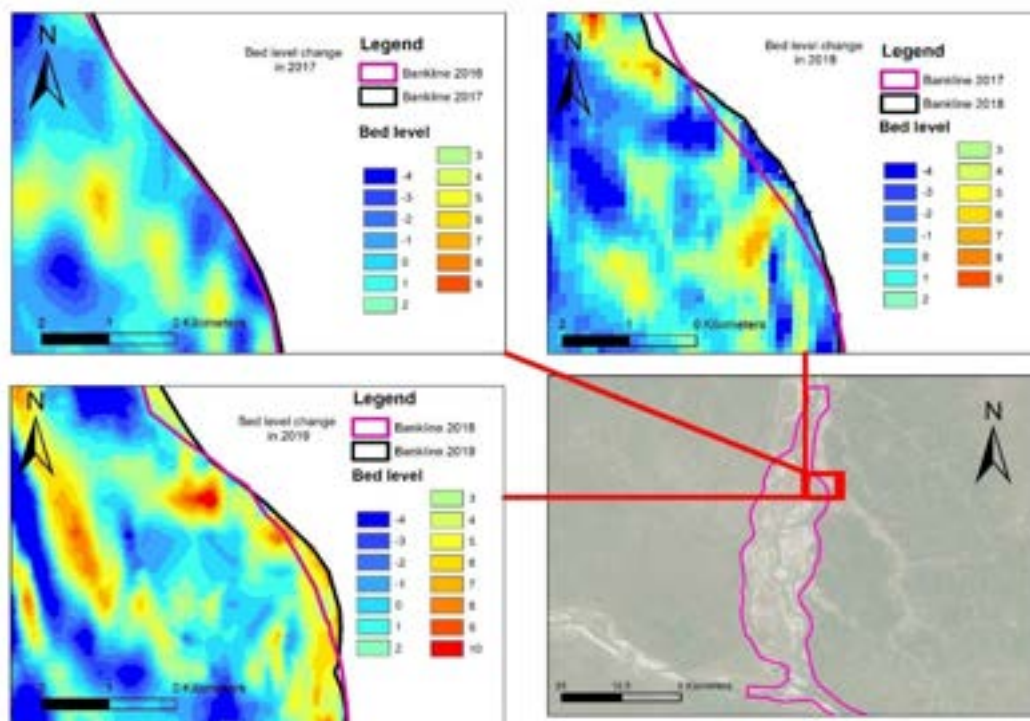 N
Bed level change
in 2017
Legend
Bankline 2016
Bankline 2017
Bed level
-4
-3
-2
-1
0
1
2
3
4
5
6
7
8
9
2 1 0 Kilometers
N
Bed level change
in 2018
Legend
Bankline 2017
Bankline 2018
Bed level
-4
-3
-2
-1
0
1
2
3
4
5
6
7
8
9
2 1 0 Kilometers
N
Bed level change
in 2019
Legend
Bankline 2018
Bankline 2019
Bed level
-4
-3
-2
-1
0
1
2
3
4
5
6
7
8
9
10
1 0 Kilometers
N
25 12.5 0 Kilometers